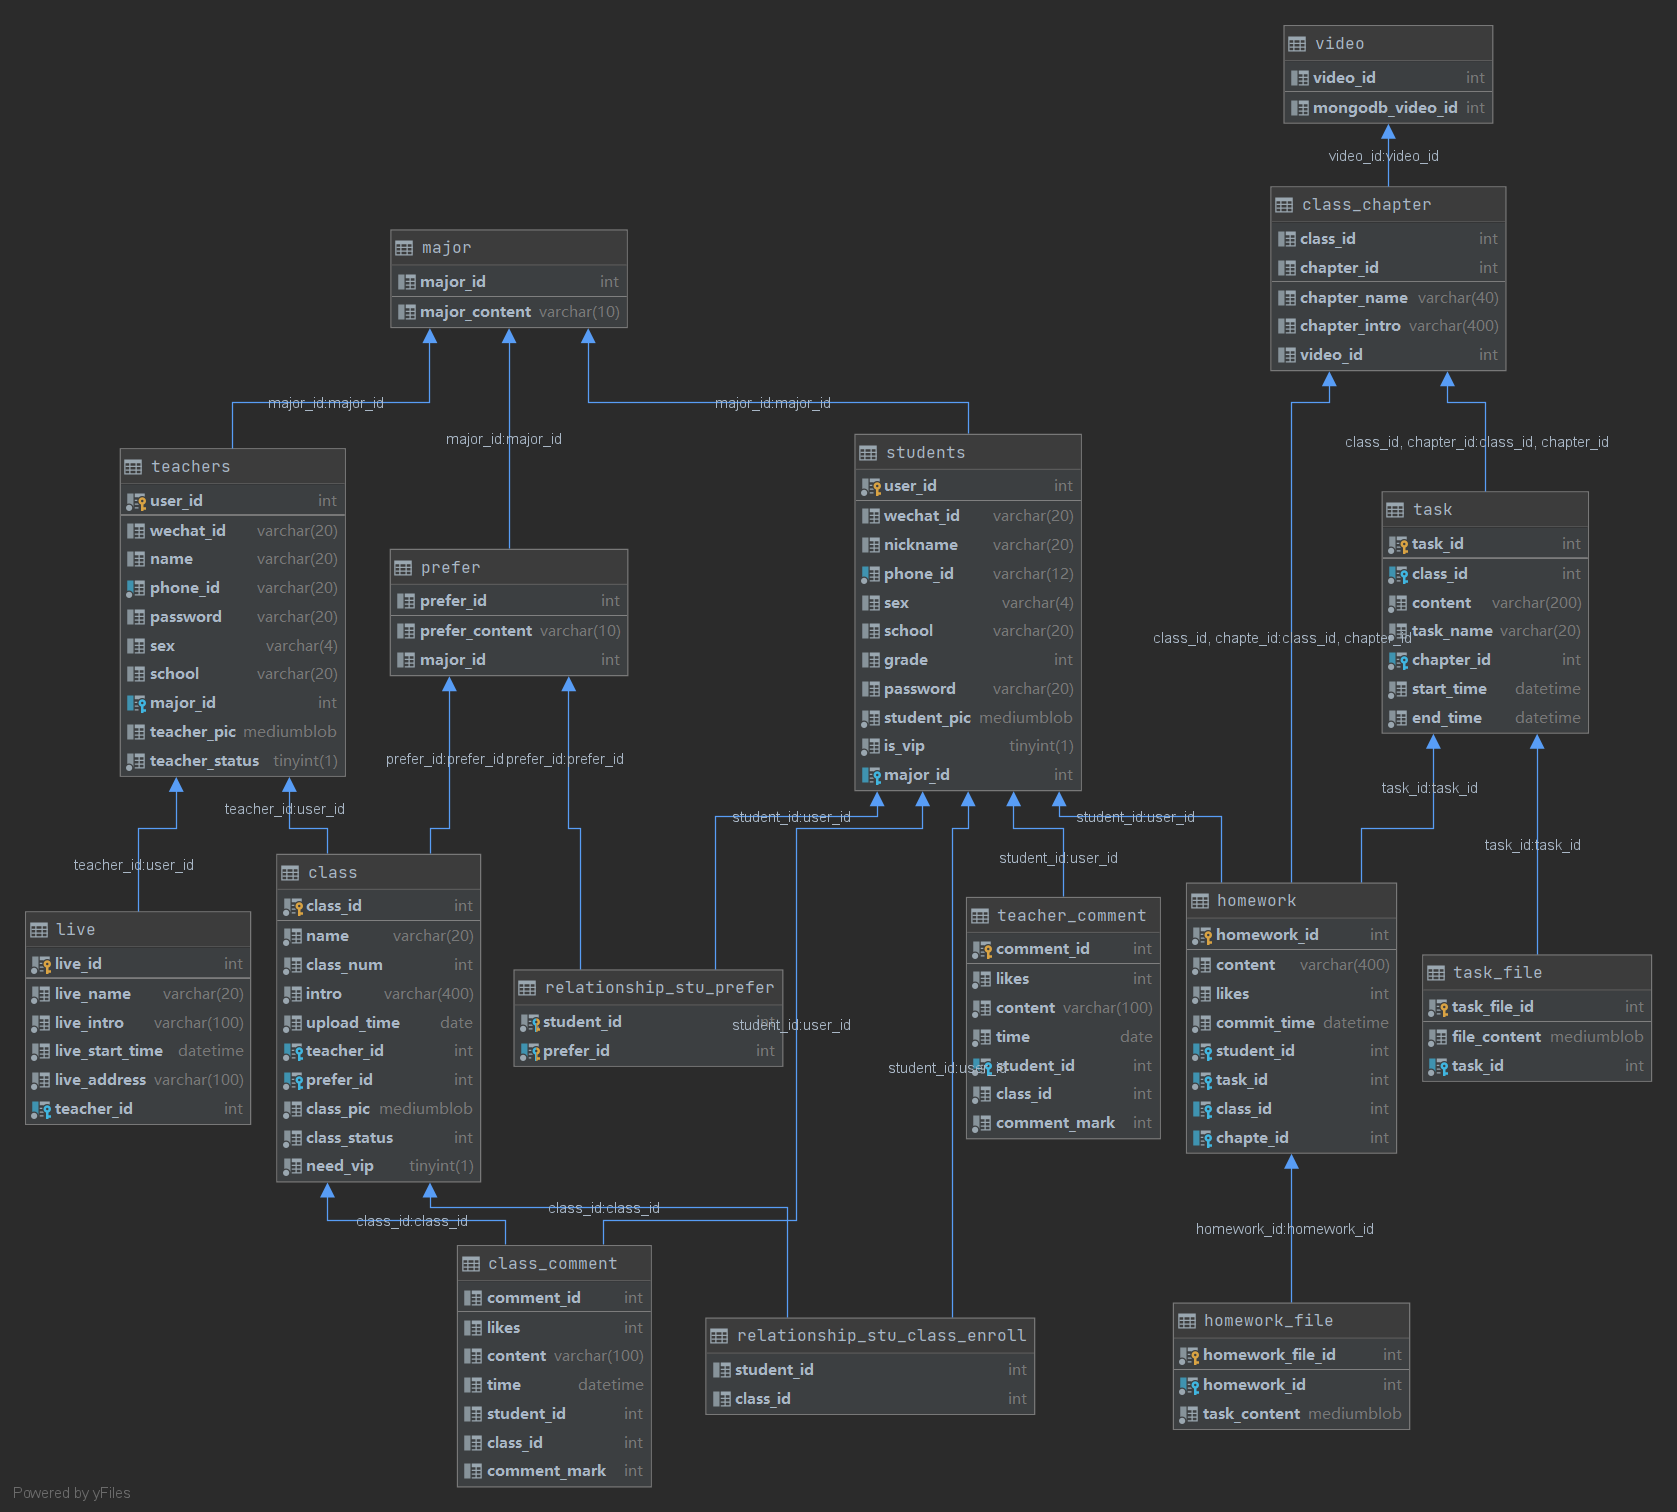 video
video_id int
mongodb_video_id int
video_id:video_id
class_chapter
class_id int
chapter_id int
chapter_name varchar(40)
chapter_intro varchar(400)
video_id int
major
major_id int
major_content varchar(10)
major_id:major_id
major_id:major_id
major_id:major_id
class_id, chapter_id:class_id, chapter_id
teachers
user_id int
wechat_id varchar(20)
name varchar(20)
phone_id varchar(20)
password varchar(20)
sex varchar(4)
school varchar(20)
major_id int
teacher_pic mediumblob
teacher_status tinyint(1)
prefer
prefer_id int
prefer_content varchar(10)
major_id int
students
user_id int
wechat_id varchar(20)
nickname varchar(20)
phone_id varchar(12)
sex varchar(4)
school varchar(20)
grade int
password varchar(20)
student_pic mediumblob
is_vip tinyint(1)
major_id int
task
task_id int
class_id int
content varchar(200)
task_name varchar(20)
chapter_id int
start_time datetime
end_time datetime
class_id, chapte_id:class_id, chapter_id
prefer_id:prefer_id
prefer_id:prefer_id
teacher_id:user_id
teacher_id:user_id
student_id:user_id
student_id:user_id
student_id:user_id
task_id:task_id
task_id:task_id
live
live_id int
live_name varchar(20)
live_intro varchar(100)
live_start_time datetime
live_address varchar(100)
teacher_id int
class
class_id int
name varchar(20)
class_num int
intro varchar(400)
upload_time date
teacher_id int
prefer_id int
class_pic mediumblob
class_status int
need_vip tinyint(1)
relationship_stu_prefer
student_id int
prefer_id int
student_id:user_id
student_id:user_id
teacher_comment
comment_id int
likes int
content varchar(100)
time date
student_id int
class_id int
comment_mark int
homework
homework_id int
content varchar(400)
likes int
commit_time datetime
student_id int
task_id int
class_id int
chapte_id int
task_file
task_file_id int
file_content mediumblob
task_id int
class_id:class_id
class_id:class_id
homework_id:homework_id
class_comment
comment_id int
likes int
content varchar(100)
time datetime
student_id int
class_id int
comment_mark int
relationship_stu_class_enroll
student_id int
class_id int
homework_file
homework_file_id int
homework_id int
task_content mediumblob
Powered by yFiles